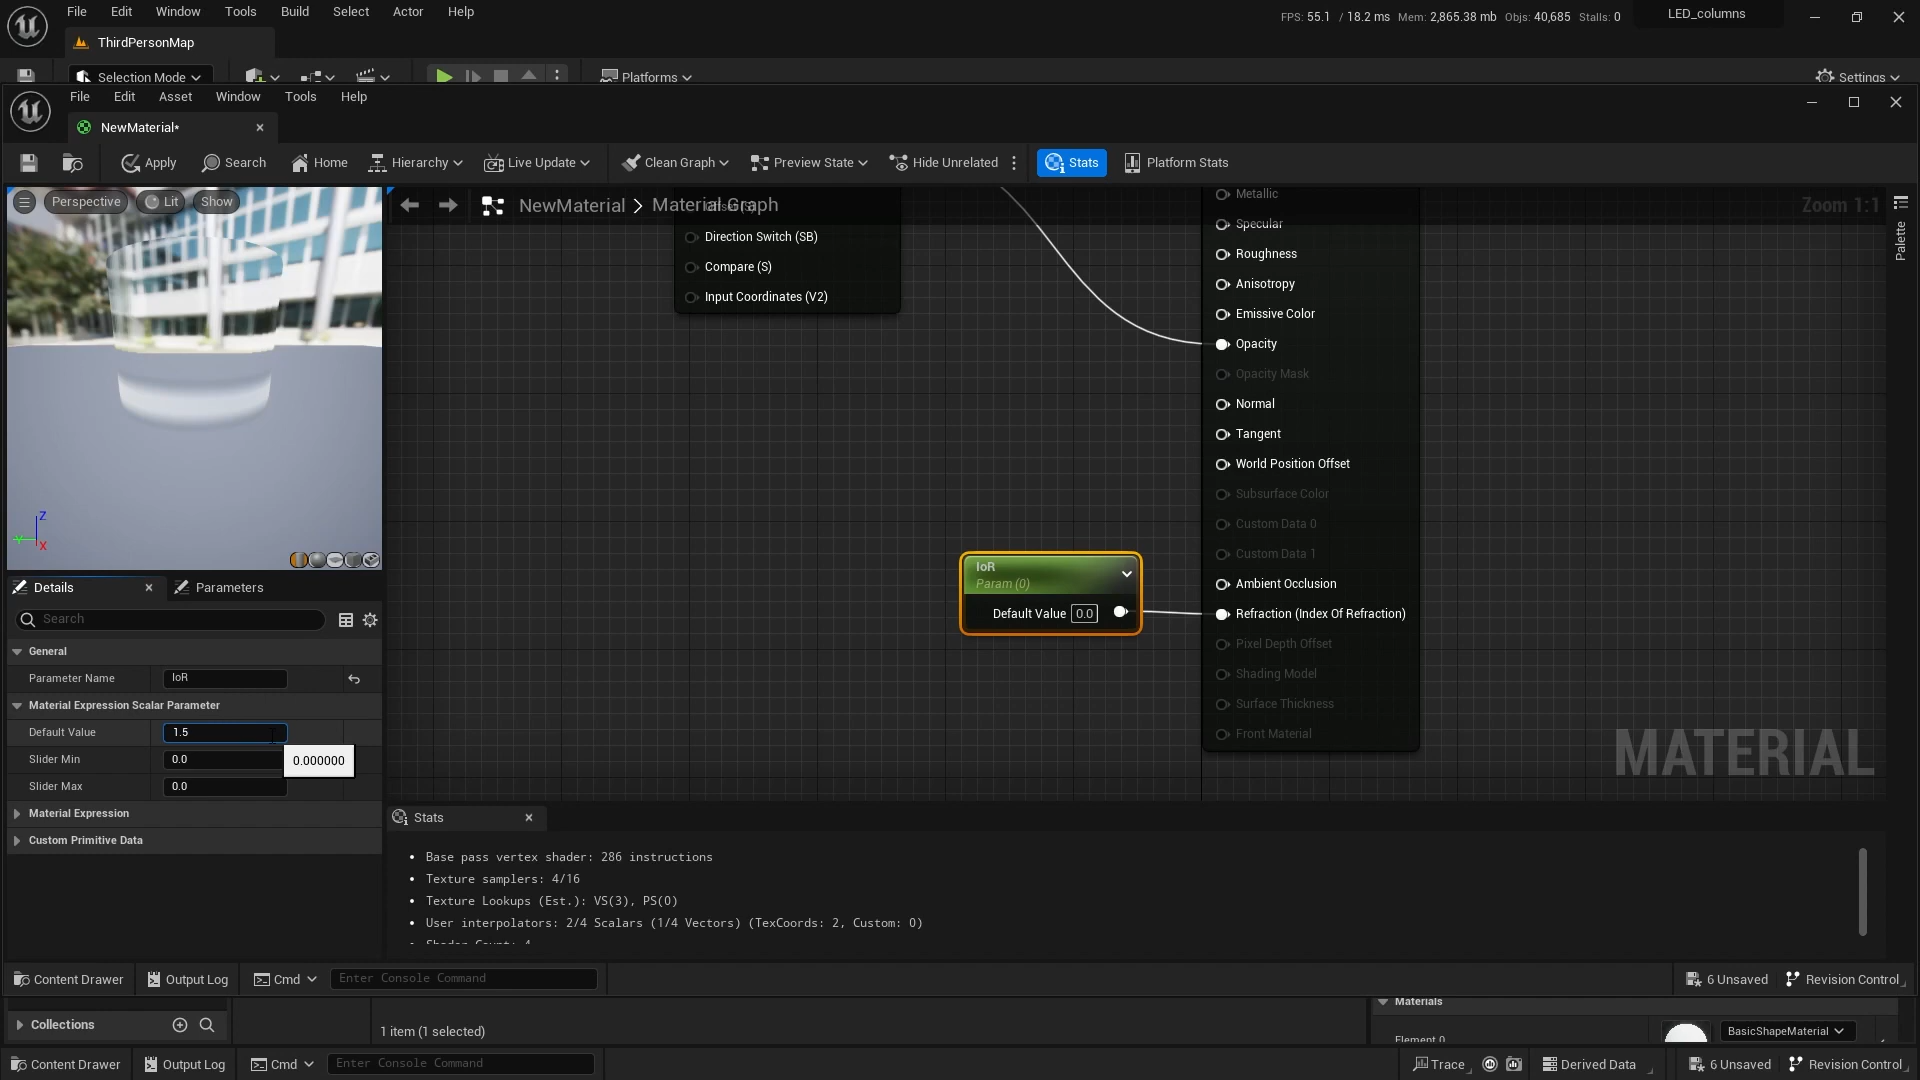 File Edit Window Tools Build Select Actor Help
FPS: 55.1 / 18.2 ms Mem: 2,865.38 mb Objs: 40,685 Stalls: 0
LED_columns
ThirdPersonMap
Selection Mode
Platforms
Settings
File Edit Asset Window Tools Help
NewMaterial*
Apply Search Home Hierarchy Live Update Clean Graph Preview State Hide Unrelated Stats Platform Stats
Perspective Lit Show
NewMaterial > Material Graph
Zoom 1:1
Palette
Direction Switch (SB)
Compare (S)
Input Coordinates (V2)
Metallic
Specular
Roughness
Anisotropy
Emissive Color
Opacity
Opacity Mask
Normal
Tangent
World Position Offset
Subsurface Color
Custom Data 0
Custom Data 1
Ambient Occlusion
Refraction (Index Of Refraction)
Pixel Depth Offset
Shading Model
Surface Thickness
Front Material
IoR
Param (0)
Default Value 0.0
MATERIAL
Z
Y
X
Details Parameters
Search
General
Parameter Name IoR
Material Expression Scalar Parameter
Default Value 1.5
Slider Min 0.0
0.000000
Slider Max 0.0
Material Expression
Custom Primitive Data
Stats
• Base pass vertex shader: 286 instructions
• Texture samplers: 4/16
• Texture Lookups (Est.): VS(3), PS(0)
• User interpolators: 2/4 Scalars (1/4 Vectors) (TexCoords: 2, Custom: 0)
• Shader Count: 4
Content Drawer Output Log Cmd Enter Console Command 6 Unsaved Revision Control
Collections
1 item (1 selected)
Materials
Element 0
BasicShapeMaterial
Content Drawer Output Log Cmd Enter Console Command Trace Derived Data 6 Unsaved Revision Control